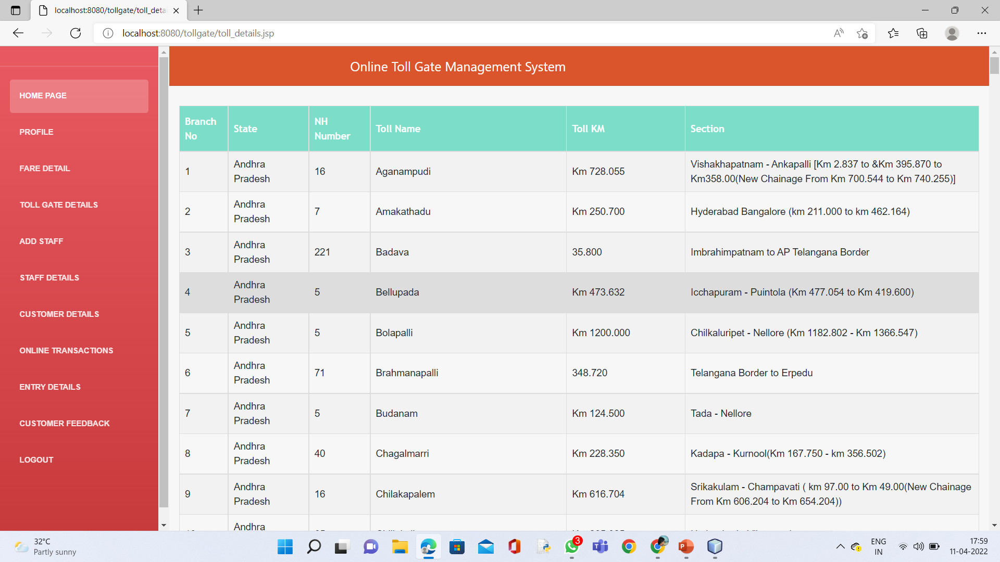 localhost:8080/tollgate/toll_deta
localhost:8080/tollgate/toll_details.jsp
HOME PAGE
PROFILE
FARE DETAIL
TOLL GATE DETAILS
ADD STAFF
STAFF DETAILS
CUSTOMER DETAILS
ONLINE TRANSACTIONS
ENTRY DETAILS
CUSTOMER FEEDBACK
LOGOUT
Online Toll Gate Management System
Branch
No
State
NH
Number
Toll Name
Toll KM
Section
1
Andhra
Pradesh
16
Aganampudi
Km 728.055
Vishakhapatnam - Ankapalli [Km 2.837 to &Km 395.870 to
Km358.00(New Chainage From Km 700.544 to Km 740.255)]
2
Andhra
Pradesh
7
Amakathadu
Km 250.700
Hyderabad Bangalore (km 211.000 to km 462.164)
3
Andhra
Pradesh
221
Badava
35.800
Imbrahimpatnam to AP Telangana Border
4
Andhra
Pradesh
5
Bellupada
Km 473.632
Icchapuram - Puintola (Km 477.054 to Km 419.600)
5
Andhra
Pradesh
5
Bolapalli
Km 1200.000
Chilkaluripet - Nellore (Km 1182.802 - Km 1366.547)
6
Andhra
Pradesh
71
Brahmanapalli
348.720
Telangana Border to Erpedu
7
Andhra
Pradesh
5
Budanam
Km 124.500
Tada - Nellore
8
Andhra
Pradesh
40
Chagalmarri
Km 228.350
Kadapa - Kurnool(Km 167.750 - km 356.502)
9
Andhra
Pradesh
16
Chilakapalem
Km 616.704
Srikakulam - Champavati ( km 97.00 to Km 49.00(New Chainage
From Km 606.204 to Km 654.204))
Andhra
32°C
Partly sunny
3
ENG
IN
17:59
11-04-2022